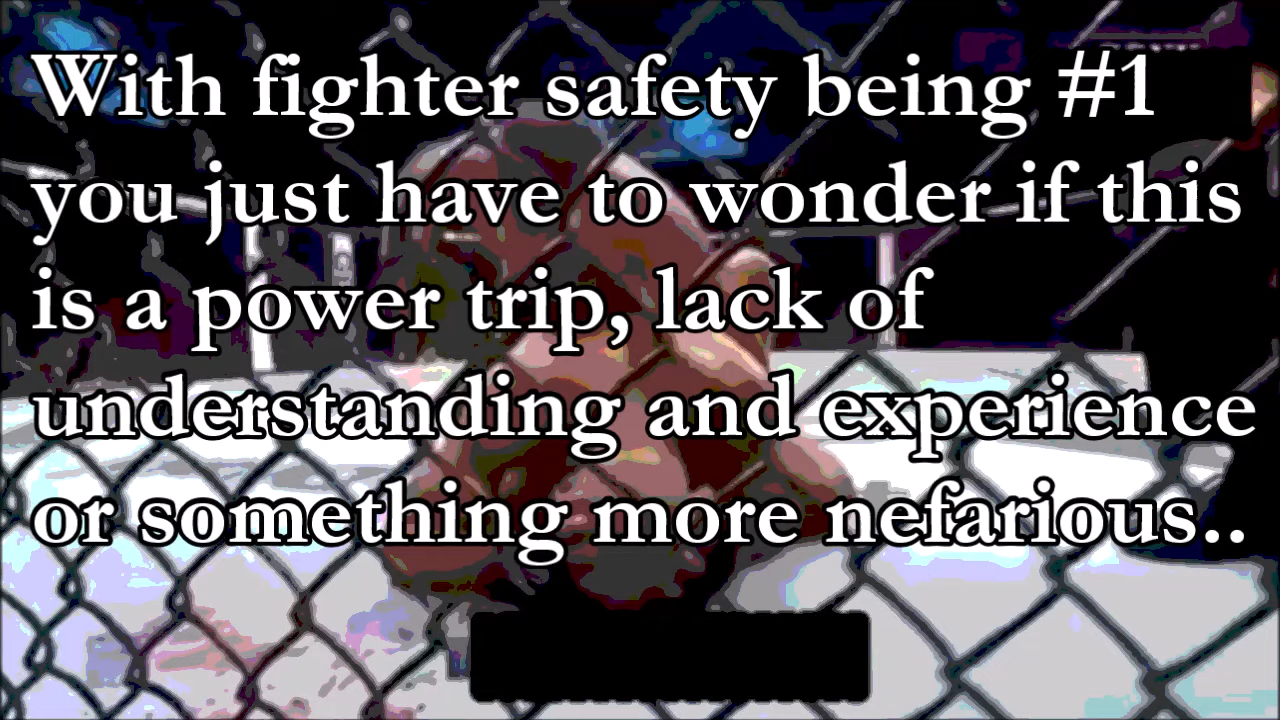 With fighter safety being #1
you just have to wonder if this
is a power trip, lack of
understanding and experience
or something more nefarious..